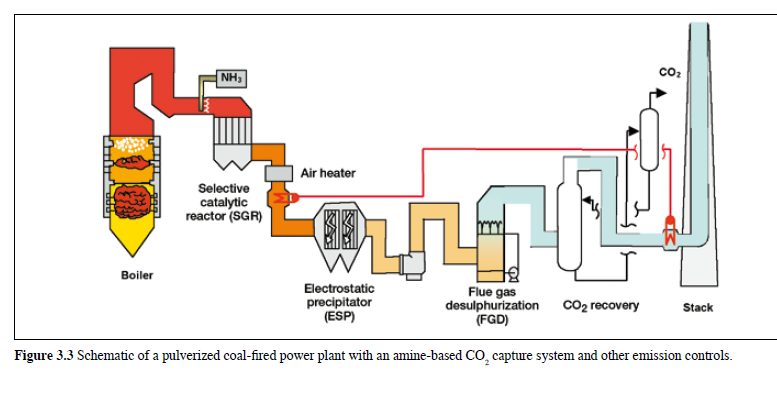 NH₃
CO₂
Air heater
Selective
catalytic
reactor (SGR)
Boiler
Electrostatic
precipitator
(ESP)
Flue gas
desulphurization
(FGD)
CO₂ recovery
Stack
Figure 3.3 Schematic of a pulverized coal-fired power plant with an amine-based CO₂ capture system and other emission controls.